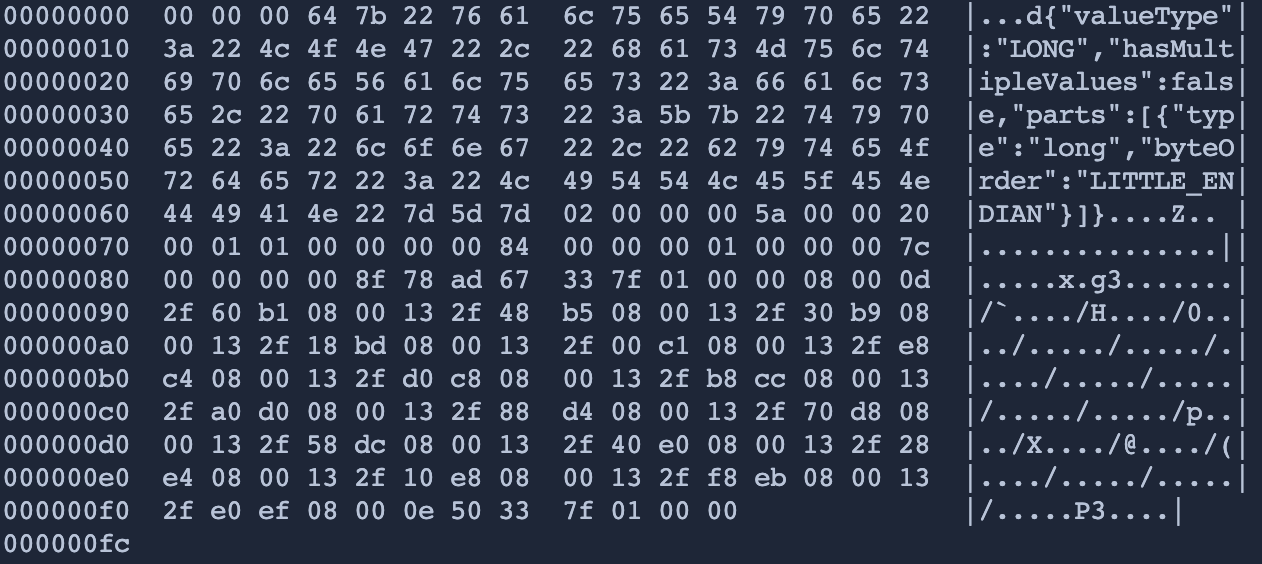 00000000  00 00 00 64 7b 22 76 61  6c 75 65 54 79 70 65 22  |...d{"valueType"|
00000010  3a 22 4c 4f 4e 47 22 2c  22 68 61 73 4d 75 6c 74  |:"LONG","hasMult|
00000020  69 70 6c 65 56 61 6c 75  65 73 22 3a 66 61 6c 73  |ipleValues":fals|
00000030  65 2c 22 70 61 72 74 73  22 3a 5b 7b 22 74 79 70  |e,"parts":[{"typ|
00000040  65 22 3a 22 6c 6f 6e 67  22 2c 22 62 79 74 65 4f  |e":"long","byteO|
00000050  72 64 65 72 22 3a 22 4c  49 54 54 4c 45 5f 45 4e  |rder":"LITTLE_EN|
00000060  44 49 41 4e 22 7d 5d 7d  02 00 00 00 5a 00 00 20  |DIAN"}]}....Z.. |
00000070  00 01 01 00 00 00 00 84  00 00 00 01 00 00 00 7c  |...............||
00000080  00 00 00 00 8f 78 ad 67  33 7f 01 00 00 08 00 0d  |.....x.g3.......|
00000090  2f 60 b1 08 00 13 2f 48  b5 08 00 13 2f 30 b9 08  |/`..../H..../0..|
000000a0  00 13 2f 18 bd 08 00 13  2f 00 c1 08 00 13 2f e8  |../...../...../.|
000000b0  c4 08 00 13 2f d0 c8 08  00 13 2f b8 cc 08 00 13  |..../...../.....|
000000c0  2f a0 d0 08 00 13 2f 88  d4 08 00 13 2f 70 d8 08  |/...../...../p..|
000000d0  00 13 2f 58 dc 08 00 13  2f 40 e0 08 00 13 2f 28  |../X..../@..../(|
000000e0  e4 08 00 13 2f 10 e8 08  00 13 2f f8 eb 08 00 13  |..../...../.....|
000000f0  2f e0 ef 08 00 0e 50 33  7f 01 00 00              |/.....P3....|
000000fc